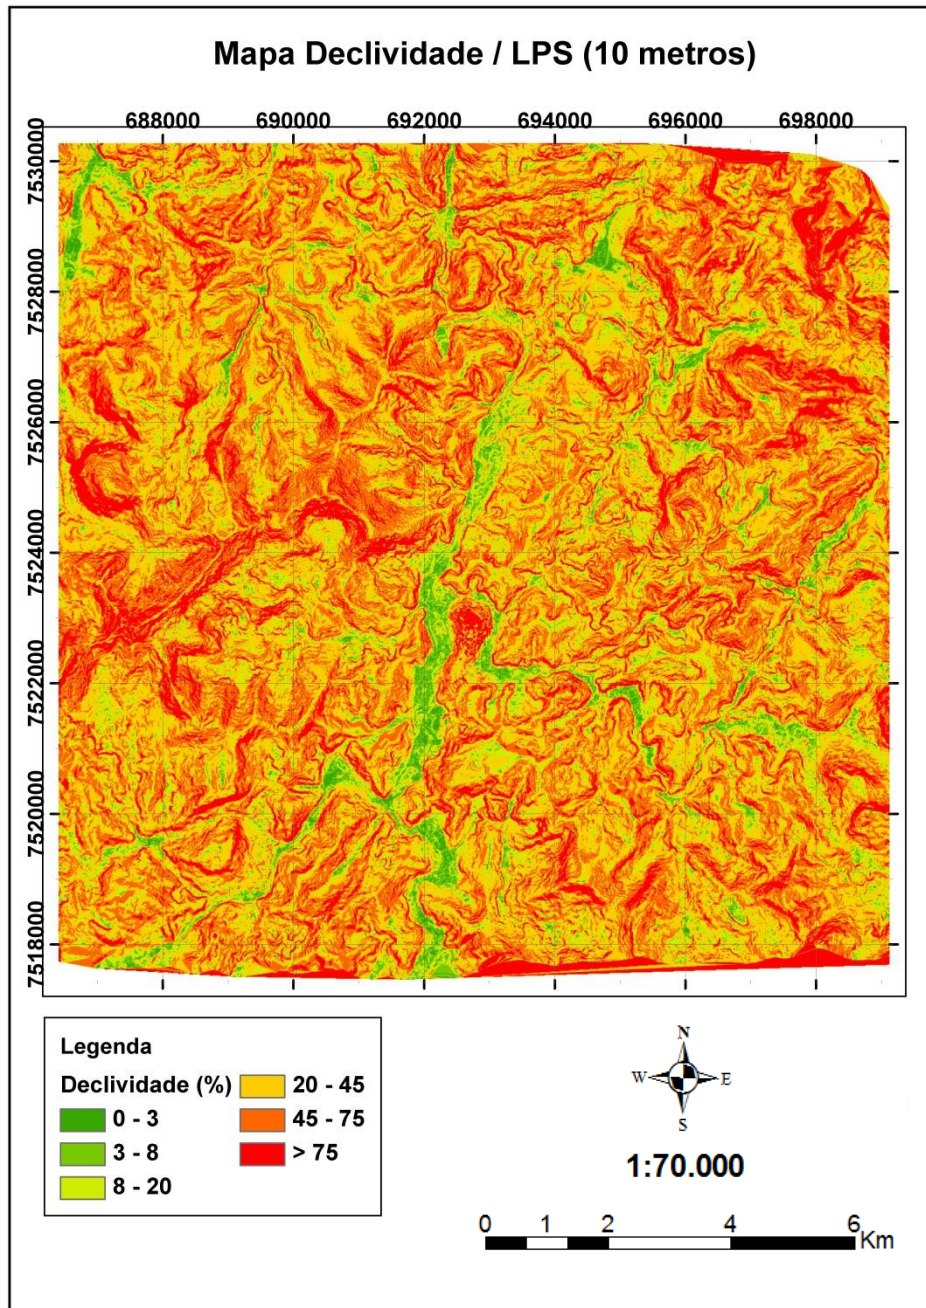 Mapa Declividade / LPS (10 metros)
688000 690000 692000 694000 696000 698000
7530000
7528000
7526000
7524000
7522000
7520000
7518000
Legenda
Declividade (%)
0 - 3
3 - 8
8 - 20
20 - 45
45 - 75
> 75
N
W E
S
1:70.000
0 1 2 4 6
Km